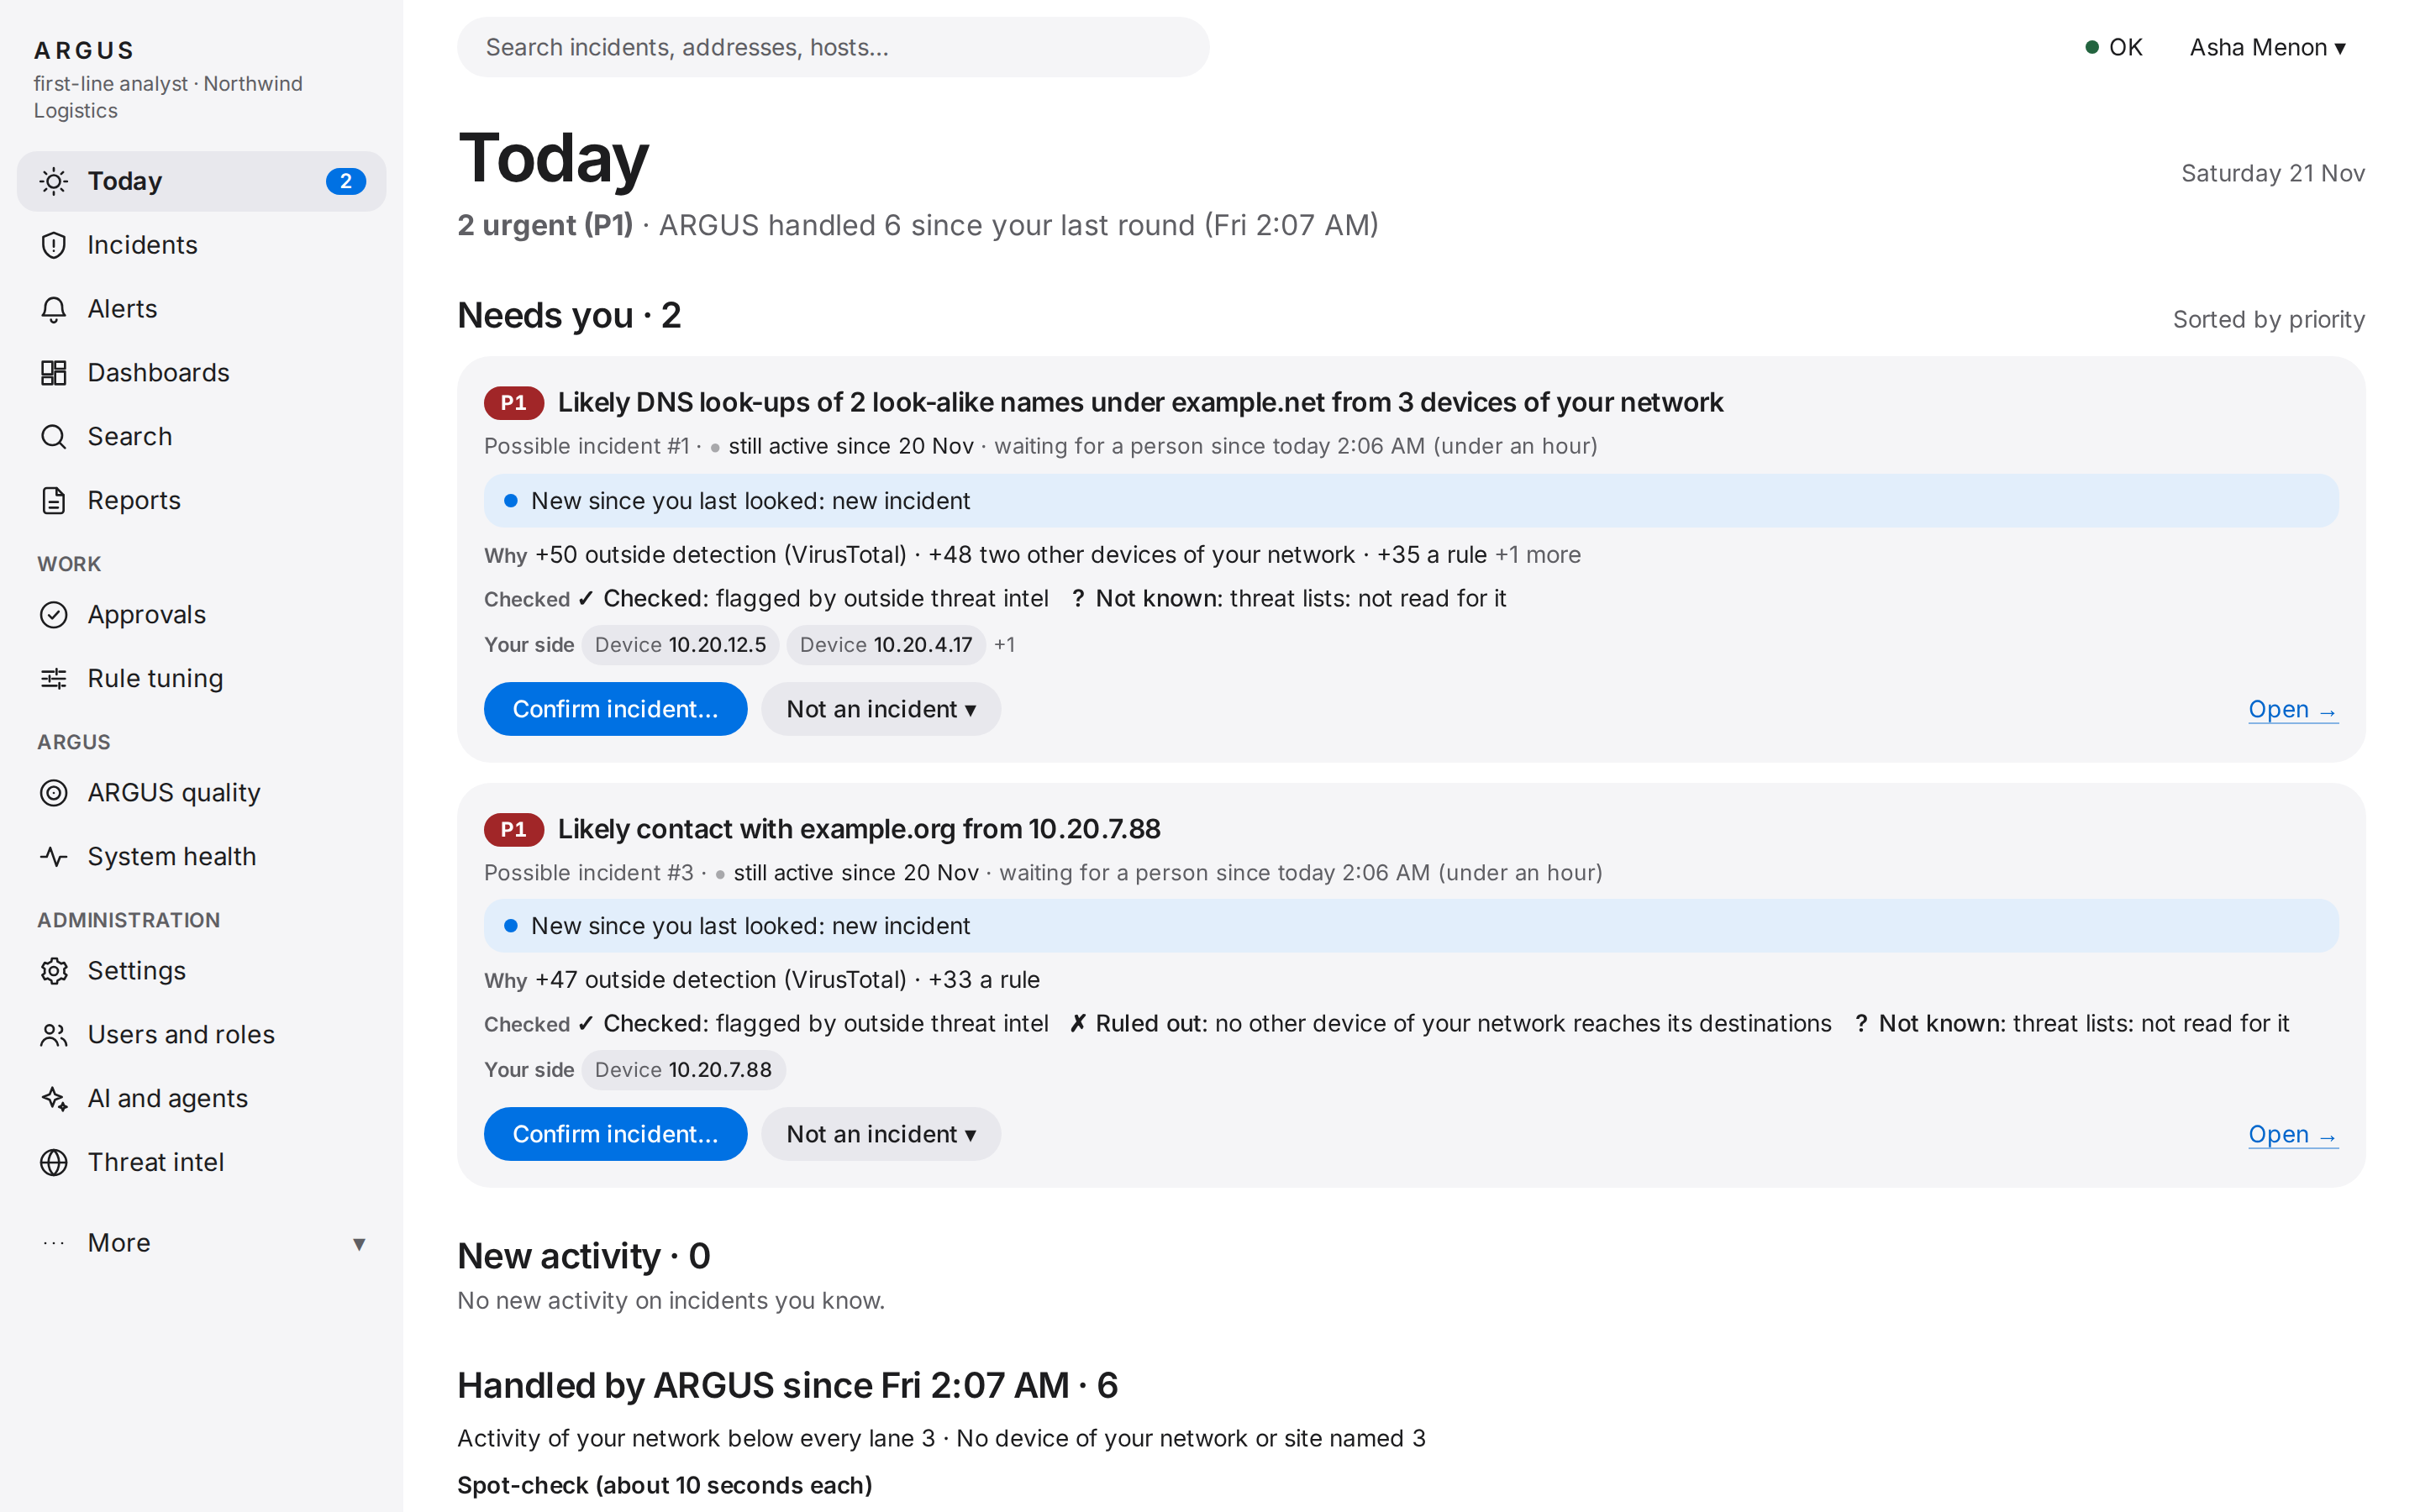 ARGUS
first-line analyst · Northwind
Logistics
Today 2
Incidents
Alerts
Dashboards
Search
Reports
WORK
Approvals
Rule tuning
ARGUS
ARGUS quality
System health
ADMINISTRATION
Settings
Users and roles
AI and agents
Threat intel
··· More ▾
Search incidents, addresses, hosts...
OK
Asha Menon ▾
Today
Saturday 21 Nov
2 urgent (P1) · ARGUS handled 6 since your last round (Fri 2:07 AM)
Needs you · 2
Sorted by priority
P1 Likely DNS look-ups of 2 look-alike names under example.net from 3 devices of your network
Possible incident #1 · ● still active since 20 Nov · waiting for a person since today 2:06 AM (under an hour)
New since you last looked: new incident
Why +50 outside detection (VirusTotal) · +48 two other devices of your network · +35 a rule +1 more
Checked ✓ Checked: flagged by outside threat intel ? Not known: threat lists: not read for it
Your side Device 10.20.12.5 Device 10.20.4.17 +1
Confirm incident... Not an incident ▾ Open →
P1 Likely contact with example.org from 10.20.7.88
Possible incident #3 · ● still active since 20 Nov · waiting for a person since today 2:06 AM (under an hour)
New since you last looked: new incident
Why +47 outside detection (VirusTotal) · +33 a rule
Checked ✓ Checked: flagged by outside threat intel ✗ Ruled out: no other device of your network reaches its destinations ? Not known: threat lists: not read for it
Your side Device 10.20.7.88
Confirm incident... Not an incident ▾ Open →
New activity · 0
No new activity on incidents you know.
Handled by ARGUS since Fri 2:07 AM · 6
Activity of your network below every lane 3 · No device of your network or site named 3
Spot-check (about 10 seconds each)